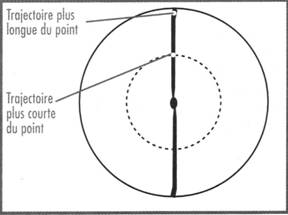 Trajectoire plus
longue du point
Trajectoire
plus courte
du point